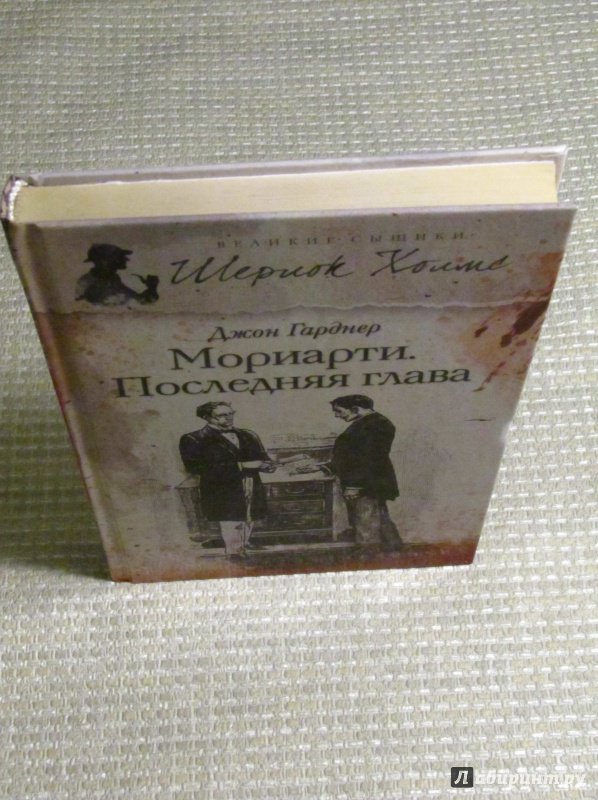 ВЕЛИКИЕ·СЫЩИКИ·
Шерлок Холмс
Джон Гарднер
Мориарти.
Последняя глава
Л Лабиринт.ру